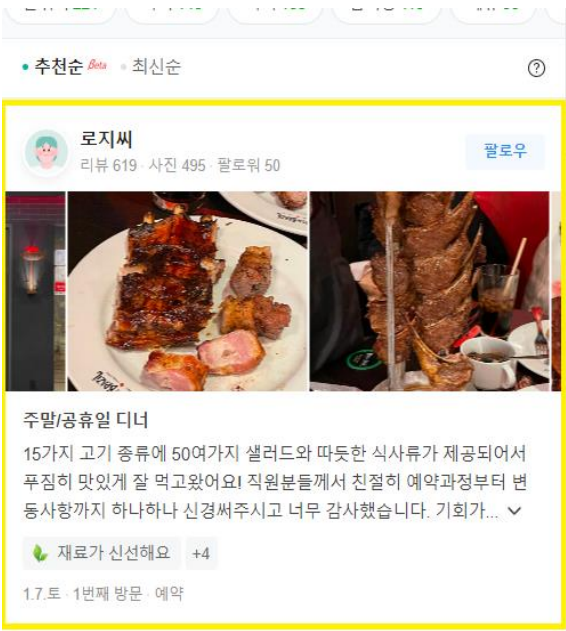 추천순 Beta 최신순
로지씨
리뷰 619 · 사진 495 · 팔로워 50
팔로우
주말/공휴일 디너
15가지 고기 종류에 50여가지 샐러드와 따듯한 식사류가 제공되어서
푸짐히 맛있게 잘 먹고왔어요! 직원분들께서 친절히 예약과정부터 변
동사항까지 하나하나 신경써주시고 너무 감사했습니다. 기회가...
재료가 신선해요 +4
1.7.토 · 1번째 방문 · 예약